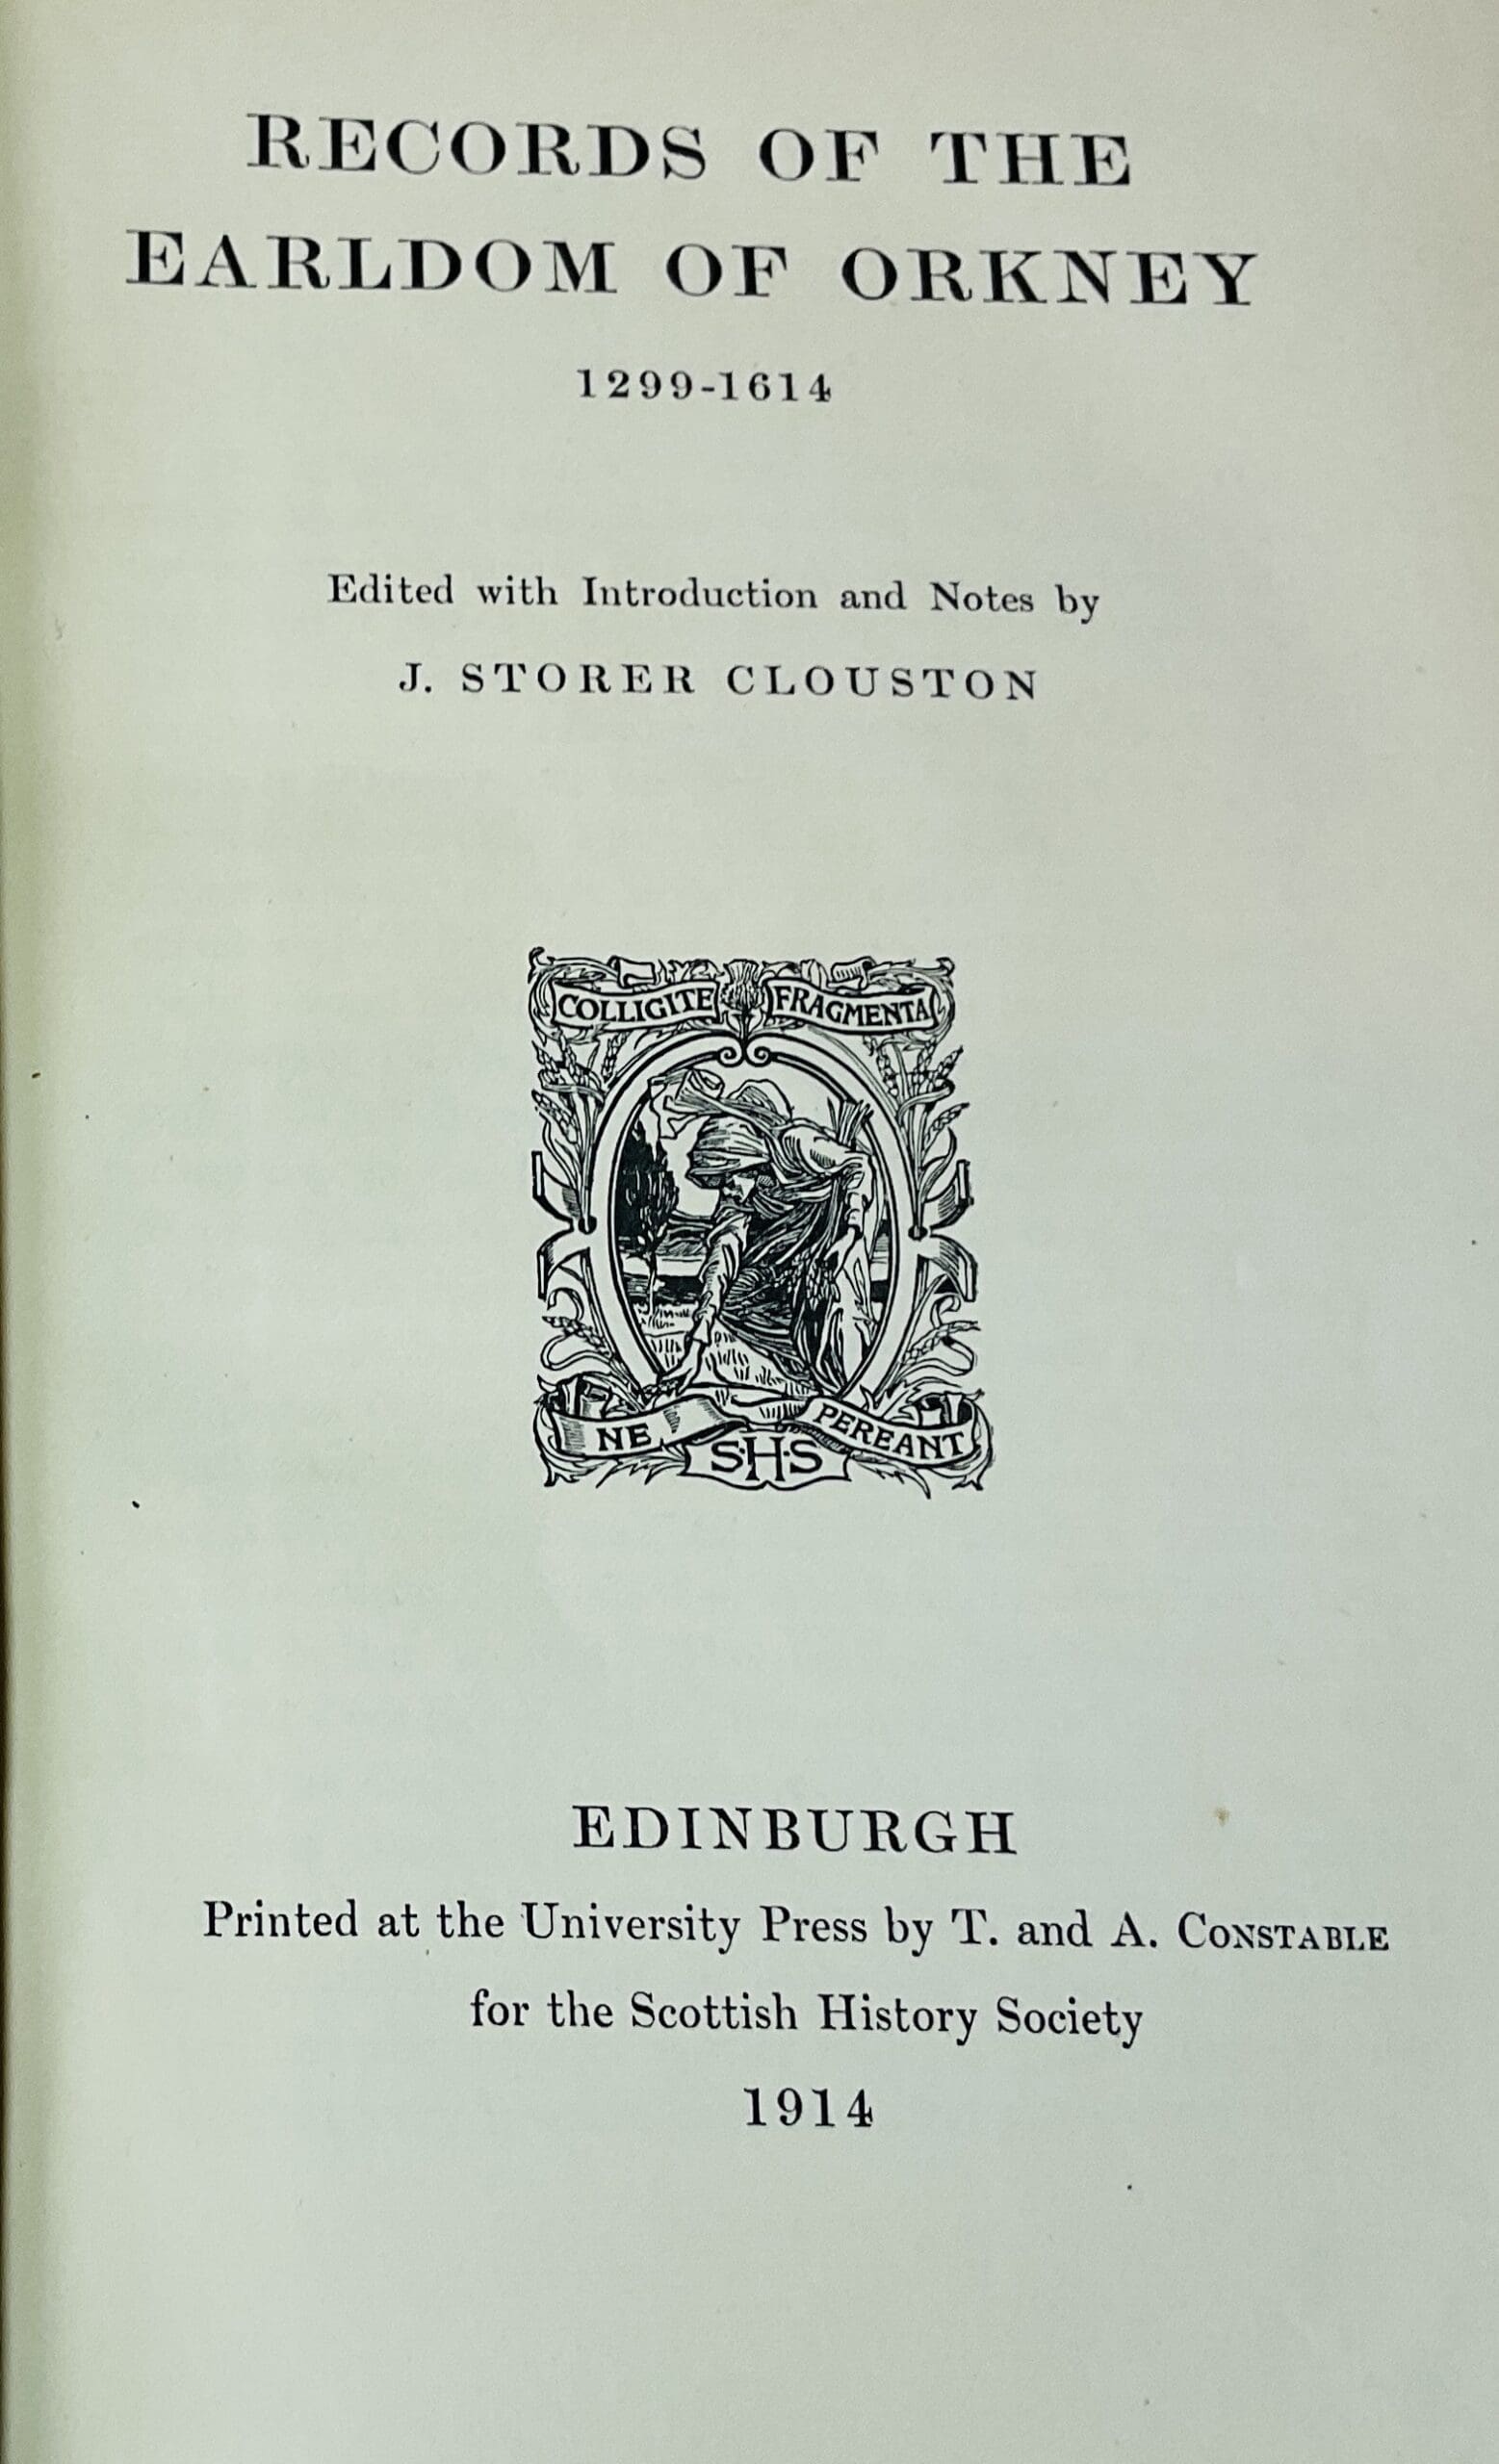 RECORDS OF THE
EARLDOM OF ORKNEY
1299-1614
Edited with Introduction and Notes by
J. STORER CLOUSTON
COLLIGITE FRAGMENTA
NE PEREANT
S·H·S
EDINBURGH
Printed at the University Press by T. and A. CONSTABLE
for the Scottish History Society
1914